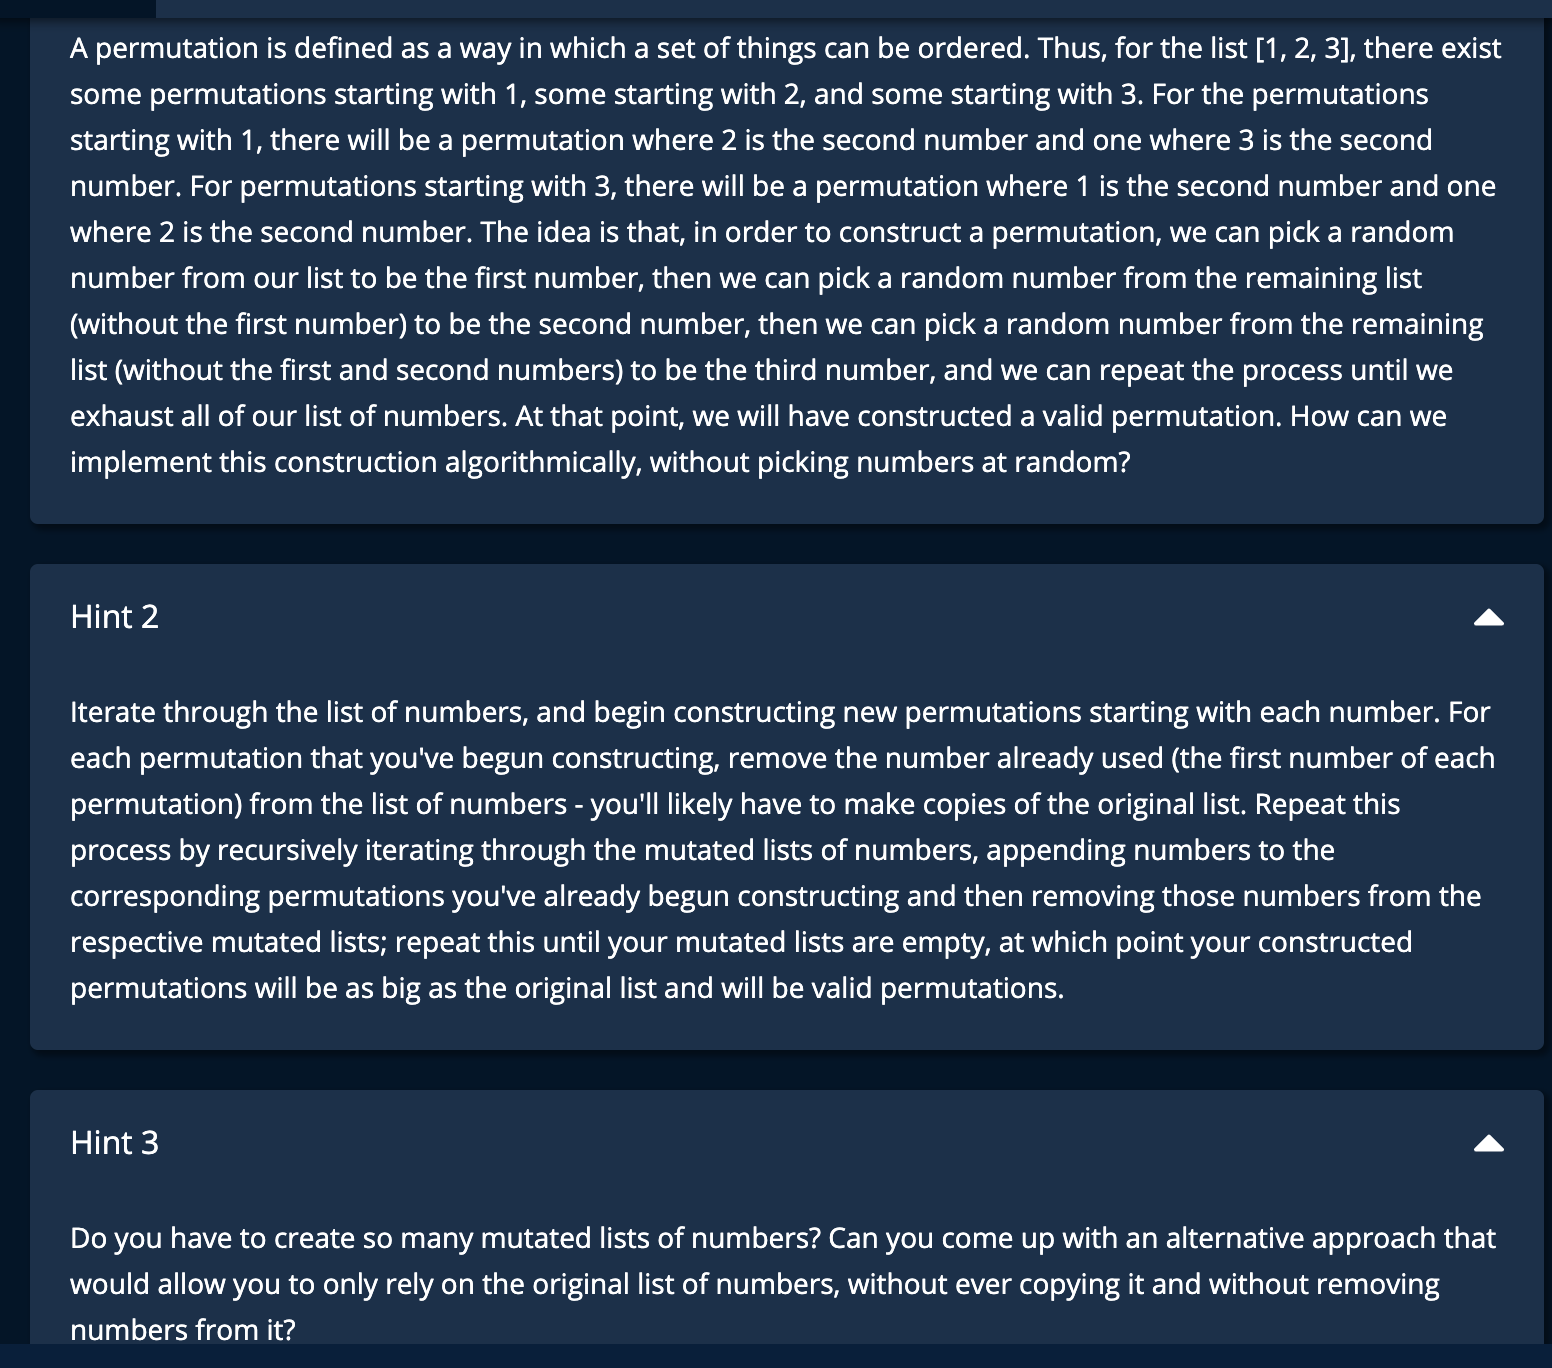 A permutation is defined as a way in which a set of things can be ordered. Thus, for the list [1, 2, 3], there exist
some permutations starting with 1, some starting with 2, and some starting with 3. For the permutations
starting with 1, there will be a permutation where 2 is the second number and one where 3 is the second
number. For permutations starting with 3, there will be a permutation where 1 is the second number and one
where 2 is the second number. The idea is that, in order to construct a permutation, we can pick a random
number from our list to be the first number, then we can pick a random number from the remaining list
(without the first number) to be the second number, then we can pick a random number from the remaining
list (without the first and second numbers) to be the third number, and we can repeat the process until we
exhaust all of our list of numbers. At that point, we will have constructed a valid permutation. How can we
implement this construction algorithmically, without picking numbers at random?
Hint 2
Iterate through the list of numbers, and begin constructing new permutations starting with each number. For
each permutation that you've begun constructing, remove the number already used (the first number of each
permutation) from the list of numbers - you'll likely have to make copies of the original list. Repeat this
process by recursively iterating through the mutated lists of numbers, appending numbers to the
corresponding permutations you've already begun constructing and then removing those numbers from the
respective mutated lists; repeat this until your mutated lists are empty, at which point your constructed
permutations will be as big as the original list and will be valid permutations.
Hint 3
Do you have to create so many mutated lists of numbers? Can you come up with an alternative approach that
would allow you to only rely on the original list of numbers, without ever copying it and without removing
numbers from it?